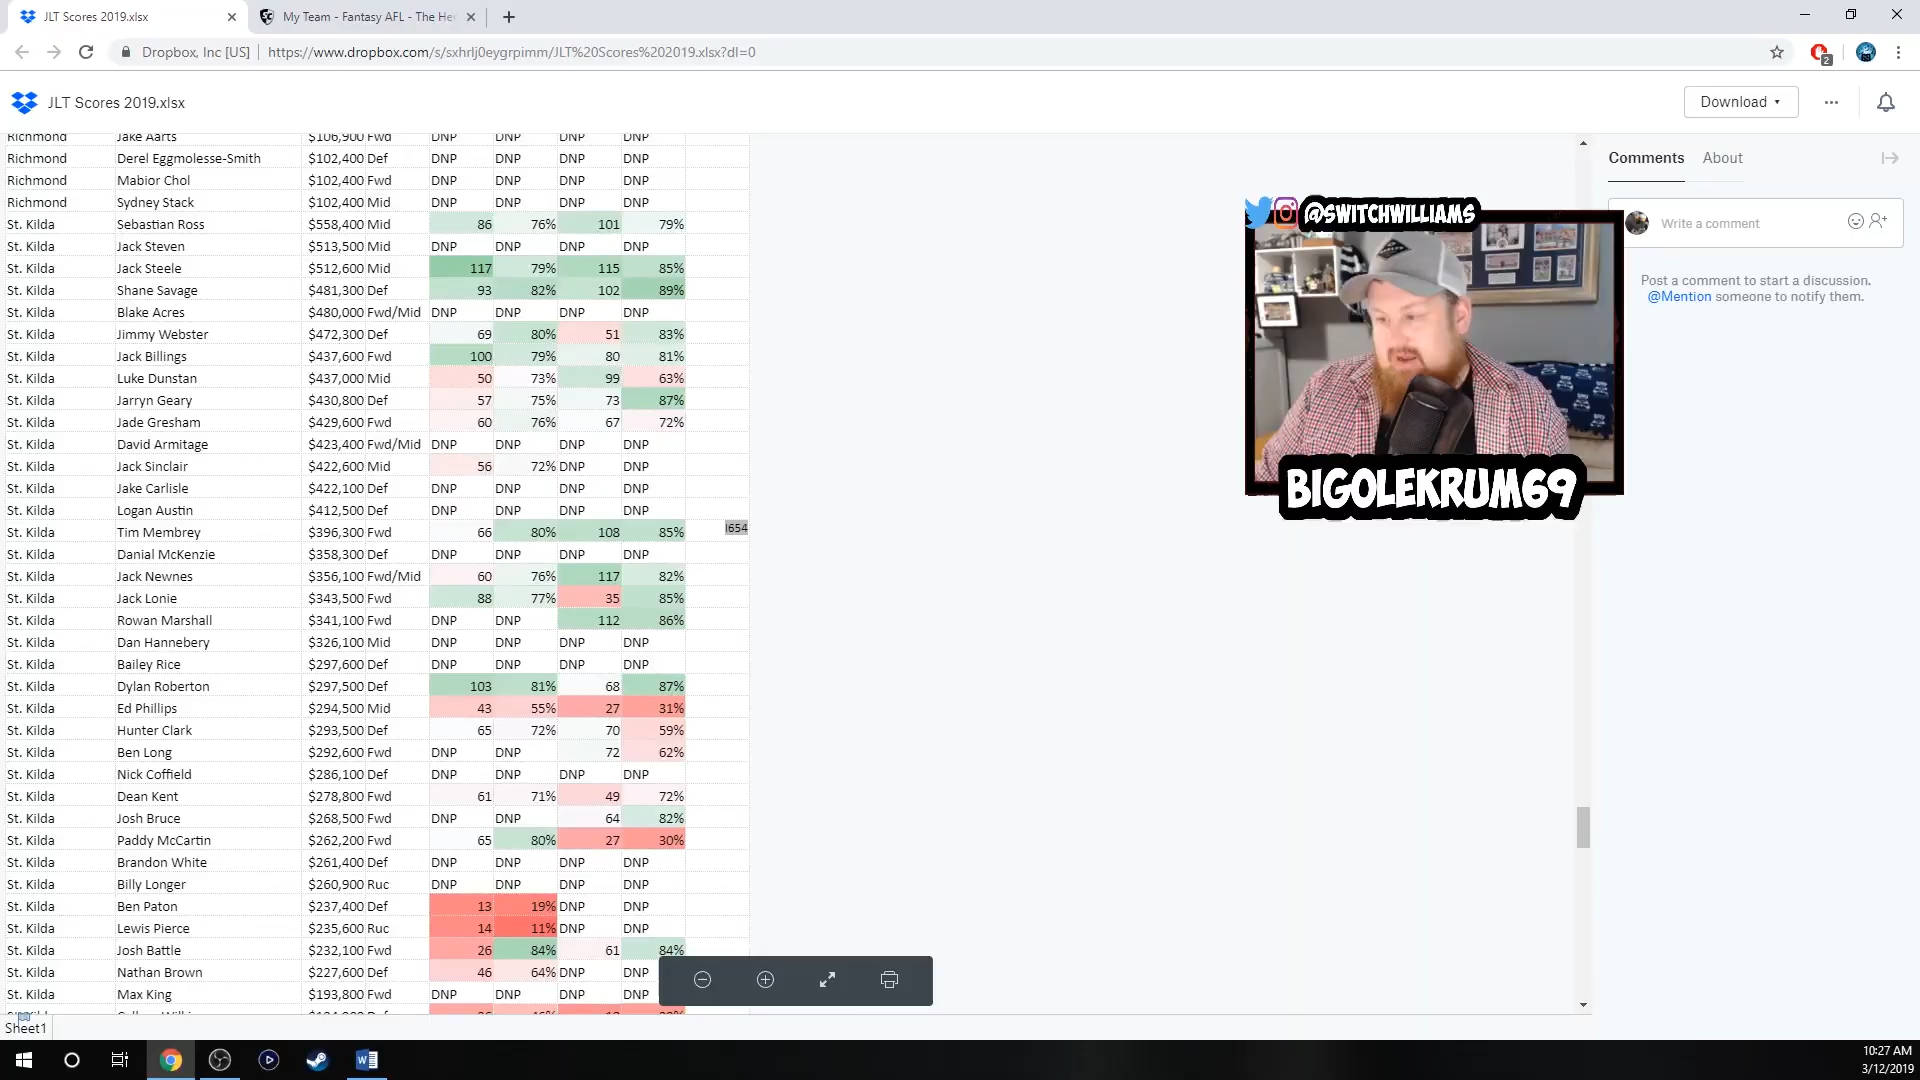 JLT Scores 2019.xlsx
My Team - Fantasy AFL - The Her
Dropbox, Inc [US] | https://www.dropbox.com/s/sxhrlj0eygrpimm/JLT%20Scores%202019.xlsx?dl=0
2
JLT Scores 2019.xlsx
Download
Richmond Jake Aarts $106,900 Fwd DNP DNP DNP DNP
Richmond Derel Eggmolesse-Smith $102,400 Def DNP DNP DNP DNP
Richmond Mabior Chol $102,400 Fwd DNP DNP DNP DNP
Richmond Sydney Stack $102,400 Mid DNP DNP DNP DNP
St. Kilda Sebastian Ross $558,400 Mid 86 76% 101 79%
St. Kilda Jack Steven $513,500 Mid DNP DNP DNP DNP
St. Kilda Jack Steele $512,600 Mid 117 79% 115 85%
St. Kilda Shane Savage $481,300 Def 93 82% 102 89%
St. Kilda Blake Acres $480,000 Fwd/Mid DNP DNP DNP DNP
St. Kilda Jimmy Webster $472,300 Def 69 80% 51 83%
St. Kilda Jack Billings $437,600 Fwd 100 79% 80 81%
St. Kilda Luke Dunstan $437,000 Mid 50 73% 99 63%
St. Kilda Jarryn Geary $430,800 Def 57 75% 73 87%
St. Kilda Jade Gresham $429,600 Fwd 60 76% 67 72%
St. Kilda David Armitage $423,400 Fwd/Mid DNP DNP DNP DNP
St. Kilda Jack Sinclair $422,600 Mid 56 72% DNP DNP
St. Kilda Jake Carlisle $422,100 Def DNP DNP DNP DNP
St. Kilda Logan Austin $412,500 Def DNP DNP DNP DNP
St. Kilda Tim Membrey $396,300 Fwd 66 80% 108 85%
I654
St. Kilda Danial McKenzie $358,300 Def DNP DNP DNP DNP
St. Kilda Jack Newnes $356,100 Fwd/Mid 60 76% 117 82%
St. Kilda Jack Lonie $343,500 Fwd 88 77% 35 85%
St. Kilda Rowan Marshall $341,100 Fwd DNP DNP 112 86%
St. Kilda Dan Hannebery $326,100 Mid DNP DNP DNP DNP
St. Kilda Bailey Rice $297,600 Def DNP DNP DNP DNP
St. Kilda Dylan Roberton $297,500 Def 103 81% 68 87%
St. Kilda Ed Phillips $294,500 Mid 43 55% 27 31%
St. Kilda Hunter Clark $293,500 Def 65 72% 70 59%
St. Kilda Ben Long $292,600 Fwd DNP DNP 72 62%
St. Kilda Nick Coffield $286,100 Def DNP DNP DNP DNP
St. Kilda Dean Kent $278,800 Fwd 61 71% 49 72%
St. Kilda Josh Bruce $268,500 Fwd DNP DNP 64 82%
St. Kilda Paddy McCartin $262,200 Fwd 65 80% 27 30%
St. Kilda Brandon White $261,400 Def DNP DNP DNP DNP
St. Kilda Billy Longer $260,900 Ruc DNP DNP DNP DNP
St. Kilda Ben Paton $237,400 Def 13 19% DNP DNP
St. Kilda Lewis Pierce $235,600 Ruc 14 11% DNP DNP
St. Kilda Josh Battle $232,100 Fwd 26 84% 61 84%
St. Kilda Nathan Brown $227,600 Def 46 64% DNP DNP
St. Kilda Max King $193,800 Fwd DNP DNP DNP DNP
Sheet1
@SWITCHWILLIAMS
BIGOLEKRUM69
Comments About
Write a comment
Post a comment to start a discussion.
@Mention someone to notify them.
10:27 AM
3/12/2019